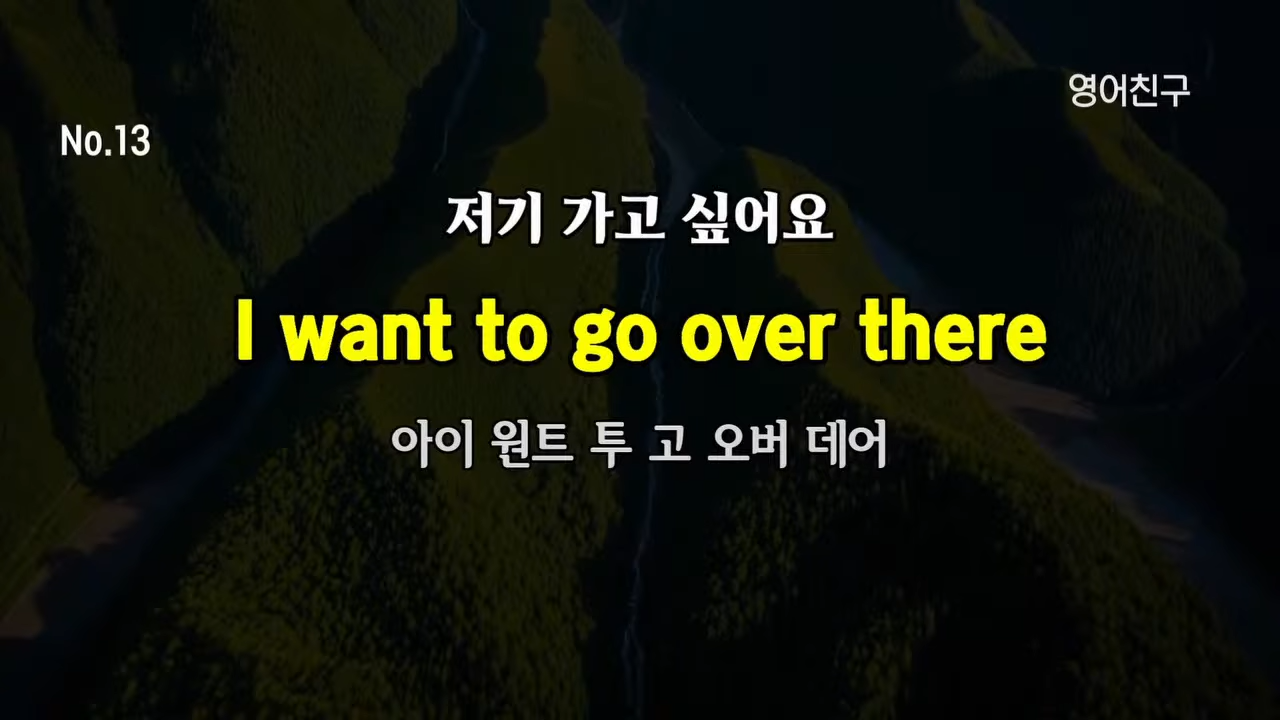 영어친구
No.13
저기 가고 싶어요
I want to go over there
아이 원트 투 고 오버 데어